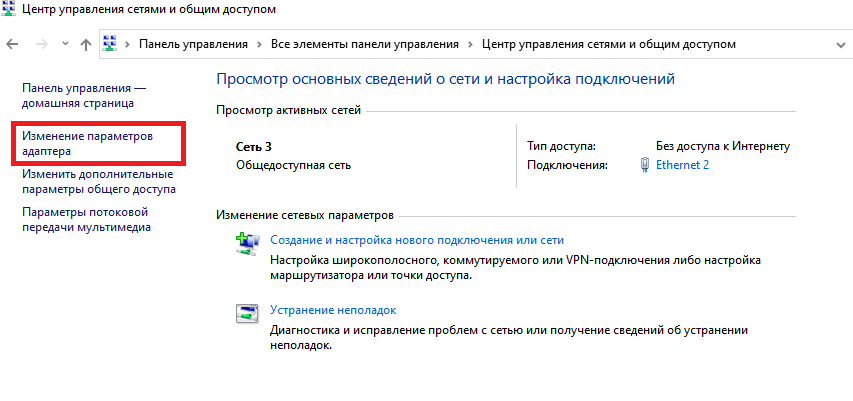 Центр управления сетями и общим доступом
Панель управления
Все элементы панели управления
Центр управления сетями и общим доступом
Панель управления —
домашняя страница
Изменение параметров
адаптера
Изменить дополнительные
параметры общего доступа
Параметры потоковой
передачи мультимедиа
Просмотр основных сведений о сети и настройка подключений
Просмотр активных сетей
Сеть 3
Общедоступная сеть
Тип доступа: Без доступа к Интернету
Подключения: Ethernet 2
Изменение сетевых параметров
Создание и настройка нового подключения или сети
Настройка широкополосного, коммутируемого или VPN-подключения либо настройка
маршрутизатора или точки доступа.
Устранение неполадок
Диагностика и исправление проблем с сетью или получение сведений об устранении
неполадок.